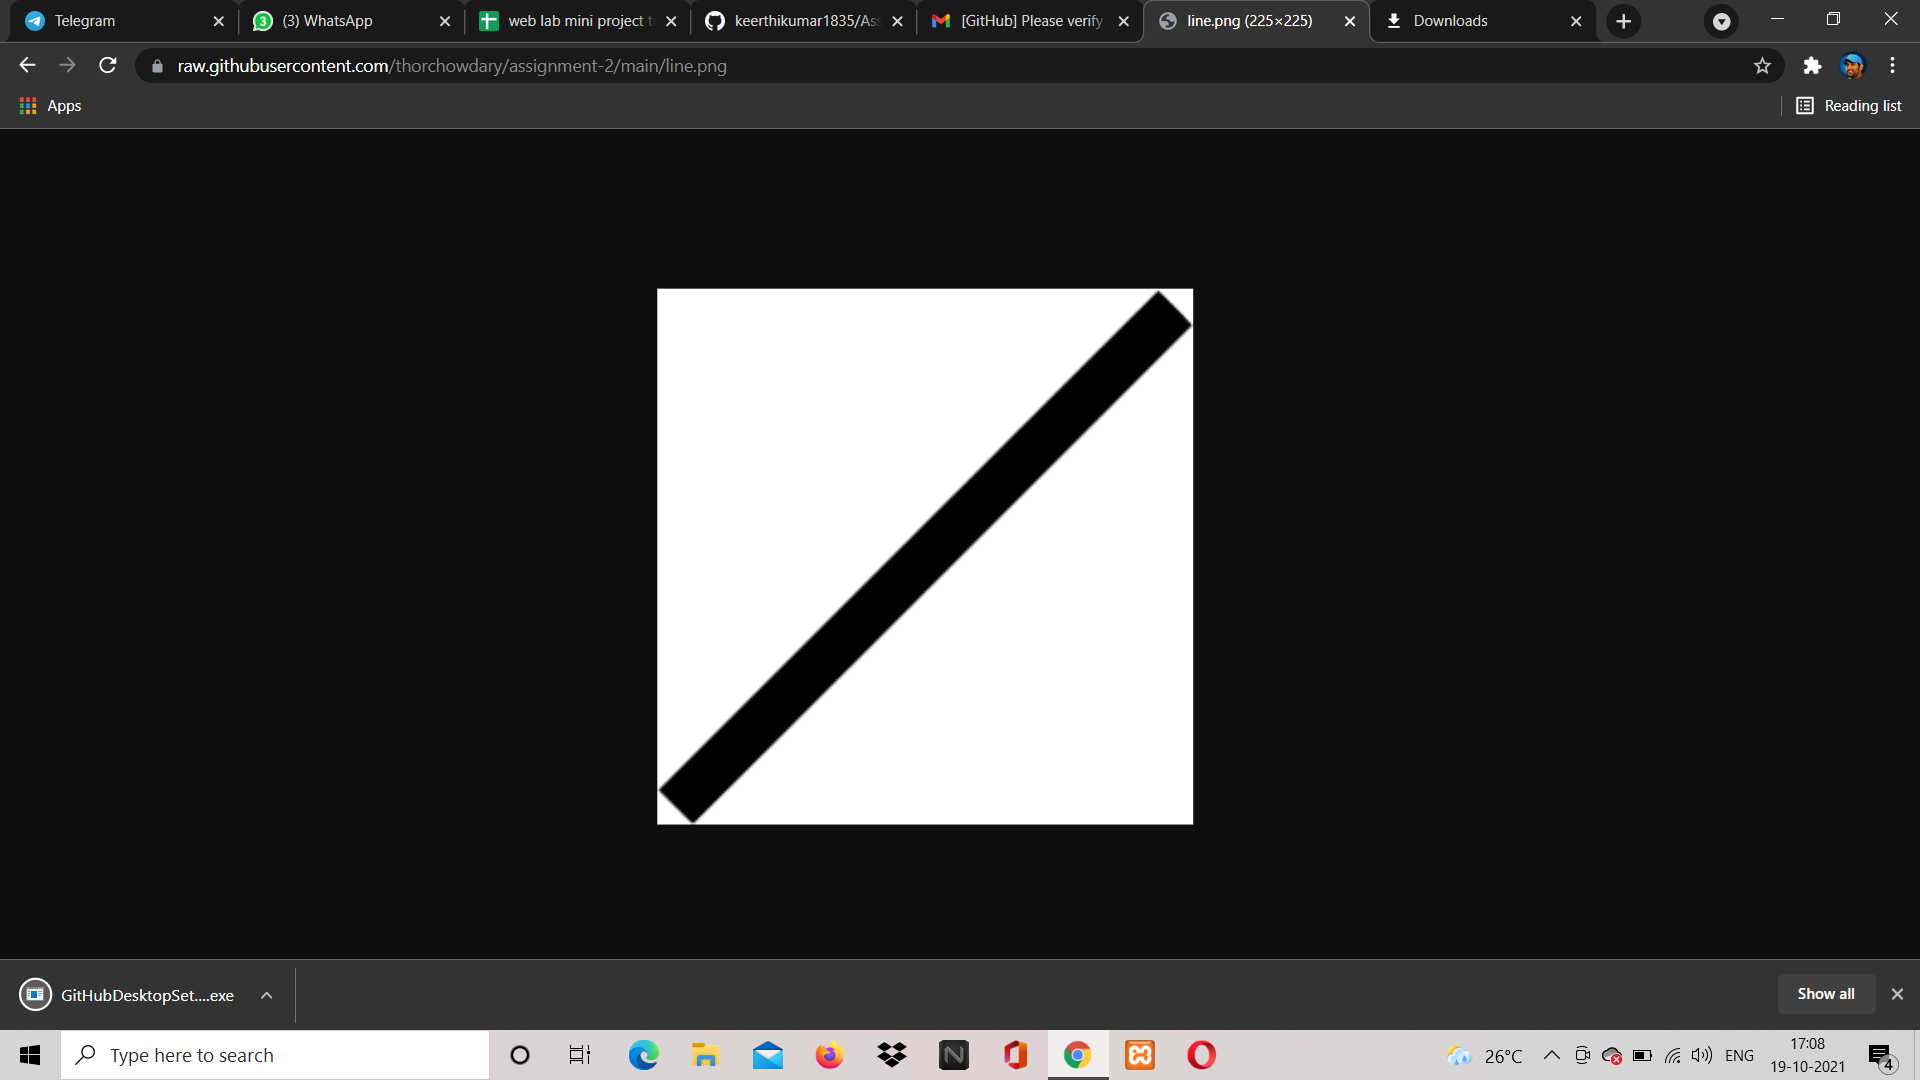 Telegram
3
(3) WhatsApp
web lab mini project t
keerthikumar1835/Ass
[GitHub] Please verify
line.png (225×225)
Downloads
raw.githubusercontent.com/thorchowdary/assignment-2/main/line.png
Apps
Reading list
GitHubDesktopSet....exe
Show all
Type here to search
N
26°C
ENG
17:08
19-10-2021
4